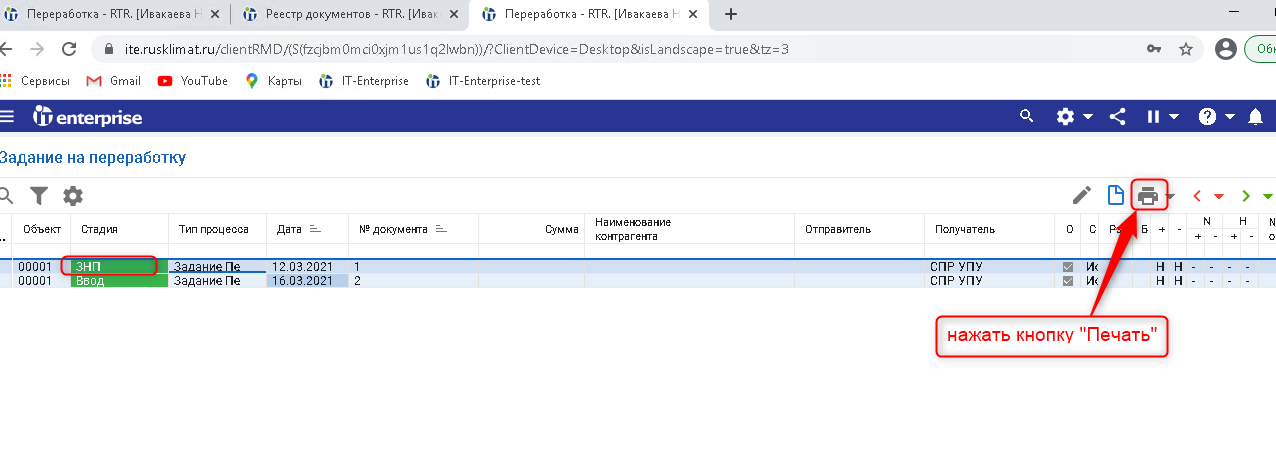 Переработка - RTR. [Ивакаева Н
Реестр документов - RTR. [Ивак
Переработка - RTR. [Ивакаева Н
ite.rusklimat.ru/clientRMD/(S(fzcjbm0mci0xjm1us1q2lwbn))/?ClientDevice=Desktop&isLandscape=true&tz=3
Сервисы Gmail YouTube Карты IT-Enterprise IT-Enterprise-test
it enterprise
Задание на переработку
.. Объект Стадия Тип процесса Дата № документа Сумма Наименование контрагента Отправитель Получатель О С Б + - N + - Н + - N
00001 ЗНП Задание Пе 12.03.2021 1 СПР УПУ Ис Н Н - - - -
00001 Ввод Задание Пе 16.03.2021 2 СПР УПУ Ис Н Н - - - -
нажать кнопку "Печать"